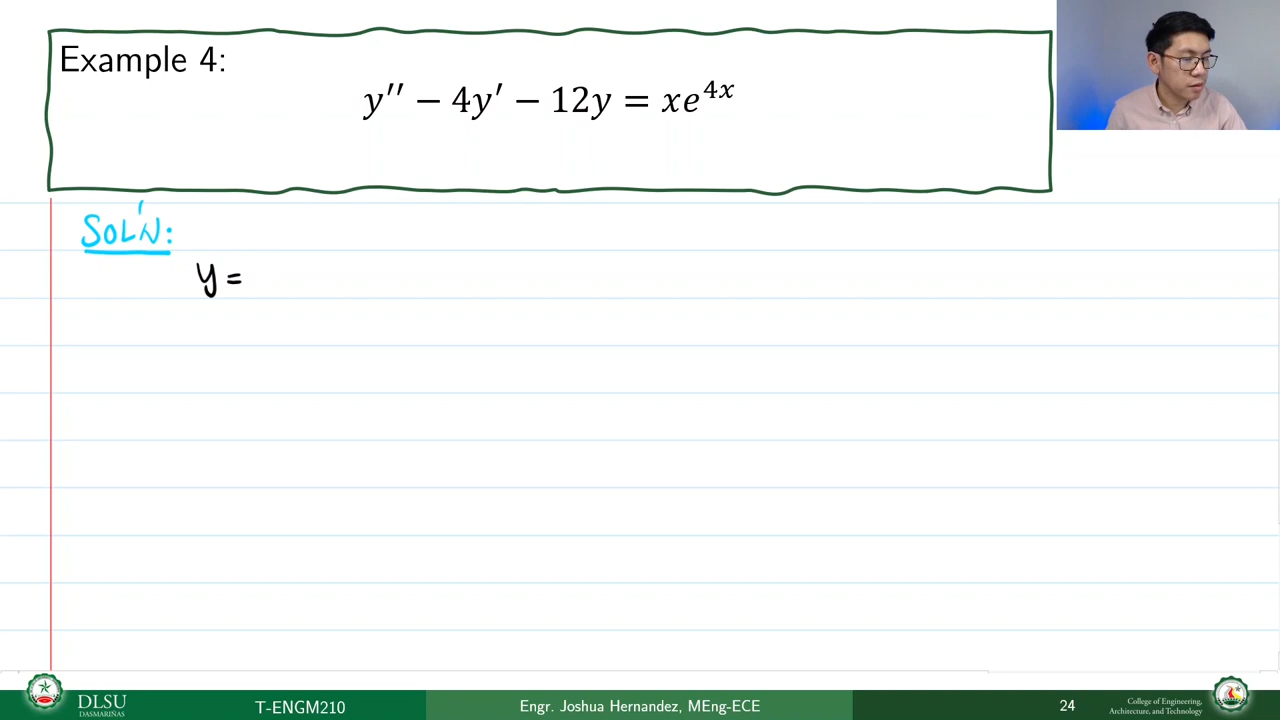 Example 4:
y′′ − 4y′ − 12y = xe^{4x}
SOL'N:
y =
DLSU
DASMARIÑAS
T-ENGM210
Engr. Joshua Hernandez, MEng-ECE
24
College of Engineering,
Architecture, and Technology